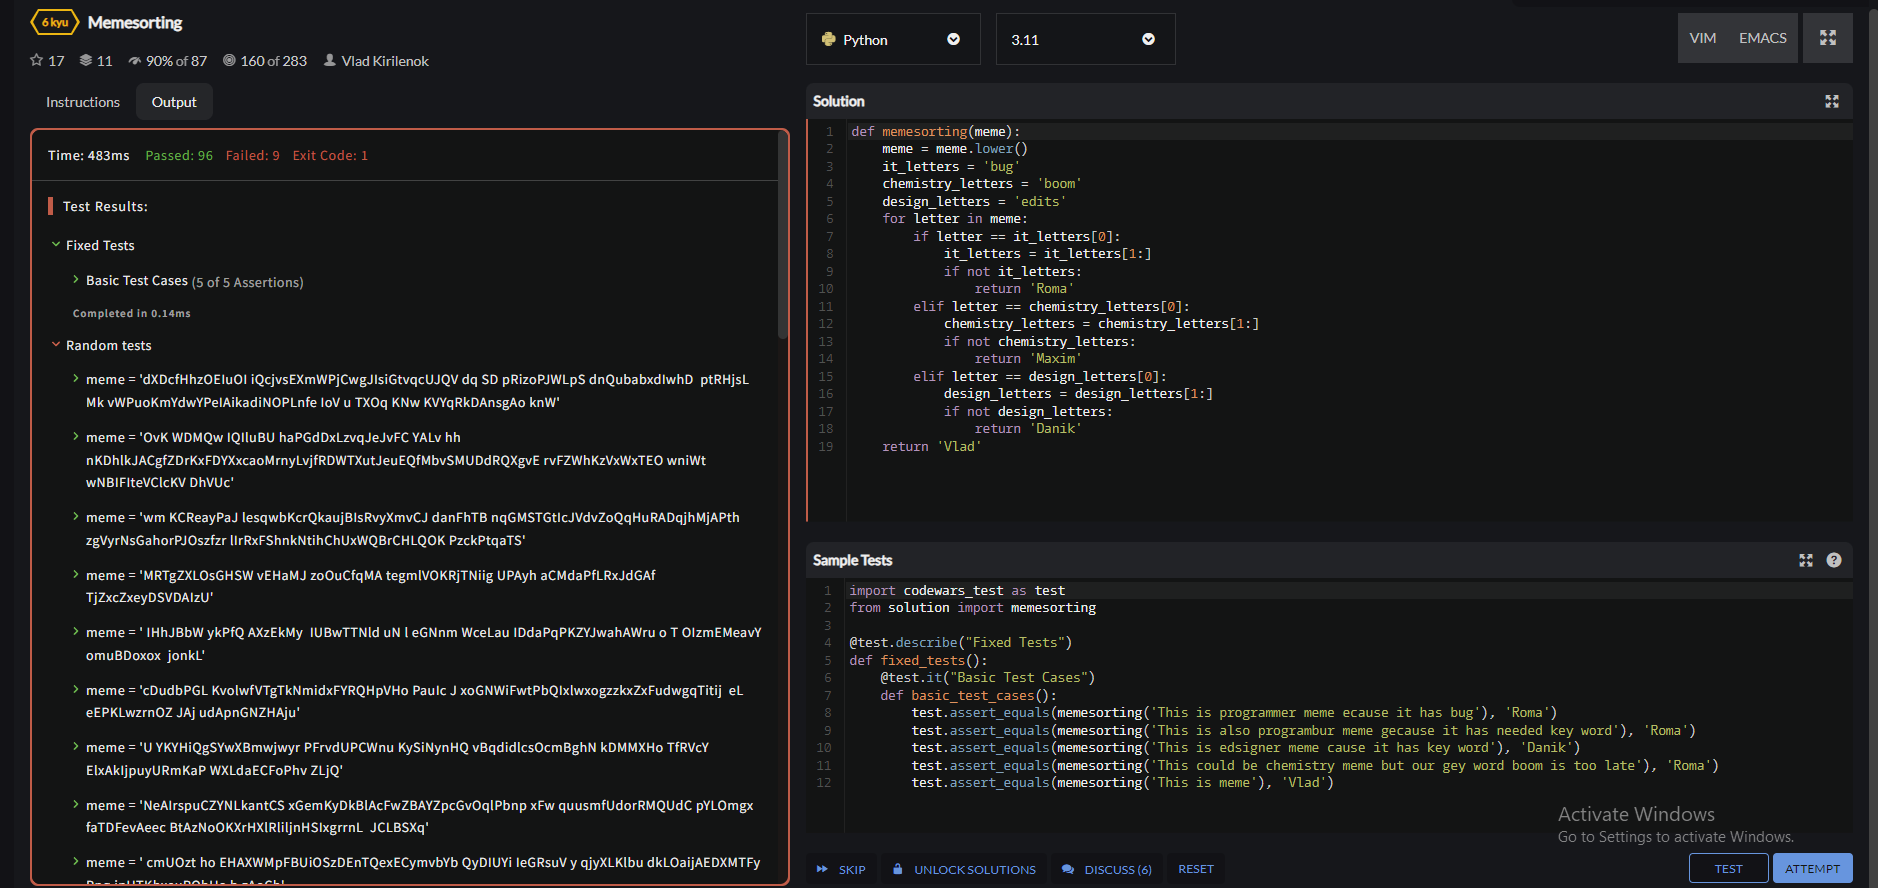 6 kyu Memesorting
17 11 90% of 87 160 of 283 Vlad Kirilenok
Instructions Output
Time: 483ms Passed: 96 Failed: 9 Exit Code: 1
Test Results:
Fixed Tests
Basic Test Cases (5 of 5 Assertions)
Completed in 0.14ms
Random tests
meme = 'dXDcfHhzOEIuOI iQcjvsEXmWPjCwgJIsiGtvqcUJQV dq SD pRizoPJWLpS dnQubabxdIwhD ptRHjsL
Mk vWPuoKmYdwYPeIAikadiNOPLnfe IoV u TXOq KNw KVYqRkDAnsgAo knW'
meme = 'OvK WDMQw IQIluBU haPGdDxLzvqJeJvFC YALv hh
nKDhlkJACgfZDrKxFDYXxcaoMrnyLvjfRDWTXutJeuEQfMbvSMUDdRQXgvE rvFZWhKzVxWxTEO wniWt
wNBIFIteVClcKV DhVUc'
meme = 'wm KCReayPaJ lesqwbKcrQkaujBIsRvyXmvCJ danFhTB nqGMSTGtIcJVdvZoQqHuRADqjhMjAPth
zgVyrNsGahorPJOszfzr lIrRxFShnkNtihChUxWQBrCHLQOK PzckPtqaTS'
meme = 'MRTgZXLOsGHSW vEHaMJ zoOuCfqMA tegmlVOKRjTNiig UPAyh aCMdaPfLRxJdGAf
TjZxcZxeyDSVDAIzU'
meme = ' IHhJBbW ykPfQ AXzEkMy IUBwTTNld uN l eGNnm WceLau IDdaPqPKZYJwahAWru o T OIzmEMeavY
omuBDoxox jonkL'
meme = 'cDudbPGL KvolwfVTgTkNmidxFYRQHpVHo PauIc J xoGNWiFwtPbQIxlwxogzzkxZxFudwgqTitij eL
eEPKLwzrnOZ JAj udApnGNZHAju'
meme = 'U YKYHiQgSYwXBmwjwyr PFrvdUPCWnu KySiNynHQ vBqdidlcsOcmBghN kDMMXHo TfRVcY
ElxAkIjpuyURmKaP WXLdaECFoPhv ZLjQ'
meme = 'NeAIrspuCZYNLkantCS xGemKyDkBlAcFwZBAYZpcGvOqlPbnp xFw quusmfUdorRMQUdC pYLOmgx
faTDFevAeec BtAzNoOKXrHXlRliljnHSIxgrrnL JCLBSXq'
meme = ' cmUOzt ho EHAXWMpFBUiOSzDEnTQexECymvbYb QyDIUYi IeGRsuV y qjyXLKlbu dkLOaijAEDXMTFy
Python 3.11 VIM EMACS
Solution
1 def memesorting(meme):
2 meme = meme.lower()
3 it_letters = 'bug'
4 chemistry_letters = 'boom'
5 design_letters = 'edits'
6 for letter in meme:
7 if letter == it_letters[0]:
8 it_letters = it_letters[1:]
9 if not it_letters:
10 return 'Roma'
11 elif letter == chemistry_letters[0]:
12 chemistry_letters = chemistry_letters[1:]
13 if not chemistry_letters:
14 return 'Maxim'
15 elif letter == design_letters[0]:
16 design_letters = design_letters[1:]
17 if not design_letters:
18 return 'Danik'
19 return 'Vlad'
Sample Tests
1 import codewars_test as test
2 from solution import memesorting
3
4 @test.describe("Fixed Tests")
5 def fixed_tests():
6 @test.it("Basic Test Cases")
7 def basic_test_cases():
8 test.assert_equals(memesorting('This is programmer meme ecause it has bug'), 'Roma')
9 test.assert_equals(memesorting('This is also programbur meme gecause it has needed key word'), 'Roma')
10 test.assert_equals(memesorting('This is edsigner meme cause it has key word'), 'Danik')
11 test.assert_equals(memesorting('This could be chemistry meme but our gey word boom is too late'), 'Roma')
12 test.assert_equals(memesorting('This is meme'), 'Vlad')
Activate Windows
Go to Settings to activate Windows.
SKIP UNLOCK SOLUTIONS DISCUSS (6) RESET TEST ATTEMPT